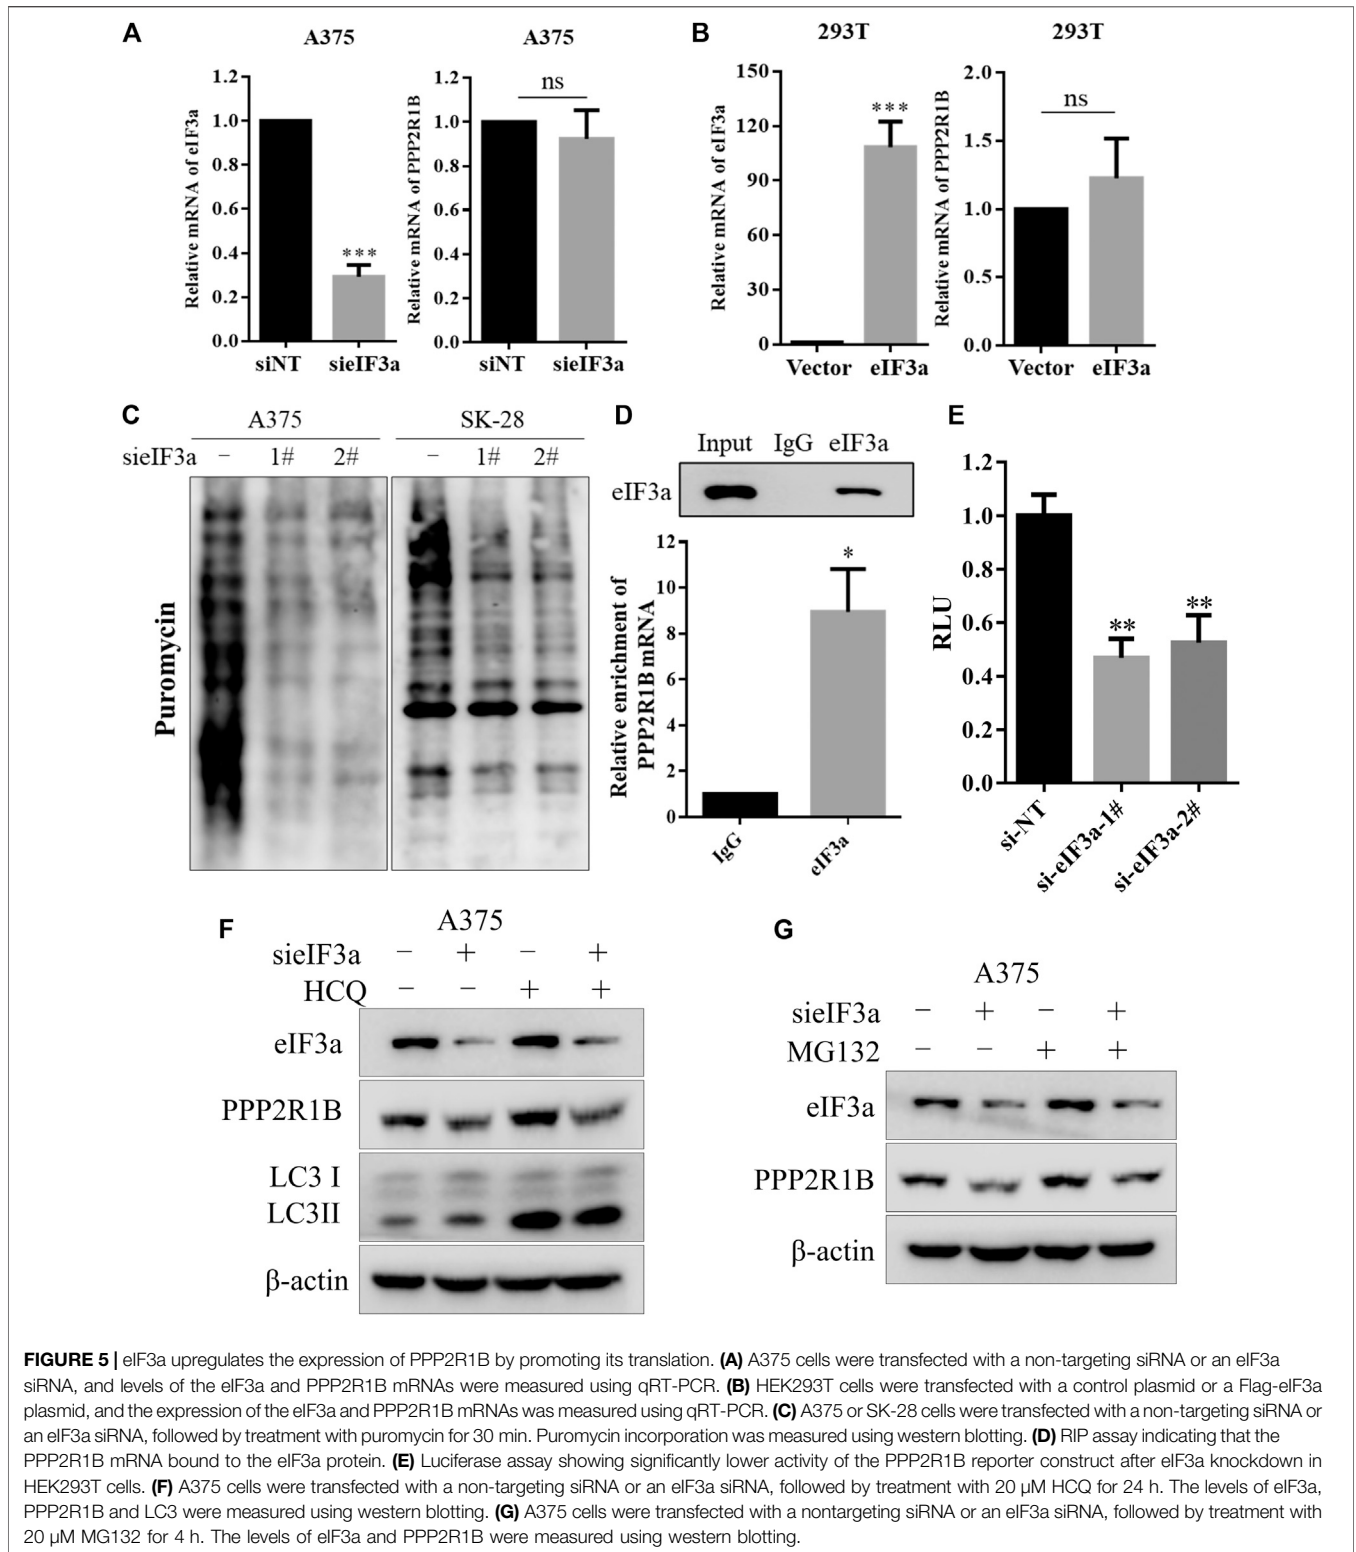 A
A375
A375
Relative mRNA of eIF3a
1.2
1.0
0.8
0.6
0.4
0.2
0.0
***
siNT
sieIF3a
Relative mRNA of PPP2R1B
1.2
1.0
0.8
0.6
0.4
0.2
0.0
ns
siNT
sieIF3a
B
293T
293T
Relative mRNA of eIF3a
150
120
90
60
30
0
***
Vector
eIF3a
Relative mRNA of PPP2R1B
2.0
1.5
1.0
0.5
0.0
ns
Vector
eIF3a
C
A375
SK-28
sieIF3a − 1# 2# − 1# 2#
Puromycin
D
Input IgG eIF3a
eIF3a
Relative enrichment of
PPP2R1B mRNA
12
10
8
6
4
2
0
*
IgG
eIF3a
E
RLU
1.2
1.0
0.8
0.6
0.4
0.2
0.0
**
**
si-NT
si-eIF3a-1#
si-eIF3a-2#
F
A375
sieIF3a − + − +
HCQ − − + +
eIF3a
PPP2R1B
LC3 I
LC3II
β-actin
G
A375
sieIF3a − + − +
MG132 − − + +
eIF3a
PPP2R1B
β-actin
FIGURE 5 | eIF3a upregulates the expression of PPP2R1B by promoting its translation. (A) A375 cells were transfected with a non-targeting siRNA or an eIF3a
siRNA, and levels of the eIF3a and PPP2R1B mRNAs were measured using qRT-PCR. (B) HEK293T cells were transfected with a control plasmid or a Flag-eIF3a
plasmid, and the expression of the eIF3a and PPP2R1B mRNAs was measured using qRT-PCR. (C) A375 or SK-28 cells were transfected with a non-targeting siRNA or
an eIF3a siRNA, followed by treatment with puromycin for 30 min. Puromycin incorporation was measured using western blotting. (D) RIP assay indicating that the
PPP2R1B mRNA bound to the eIF3a protein. (E) Luciferase assay showing significantly lower activity of the PPP2R1B reporter construct after eIF3a knockdown in
HEK293T cells. (F) A375 cells were transfected with a non-targeting siRNA or an eIF3a siRNA, followed by treatment with 20 μM HCQ for 24 h. The levels of eIF3a,
PPP2R1B and LC3 were measured using western blotting. (G) A375 cells were transfected with a nontargeting siRNA or an eIF3a siRNA, followed by treatment with
20 μM MG132 for 4 h. The levels of eIF3a and PPP2R1B were measured using western blotting.